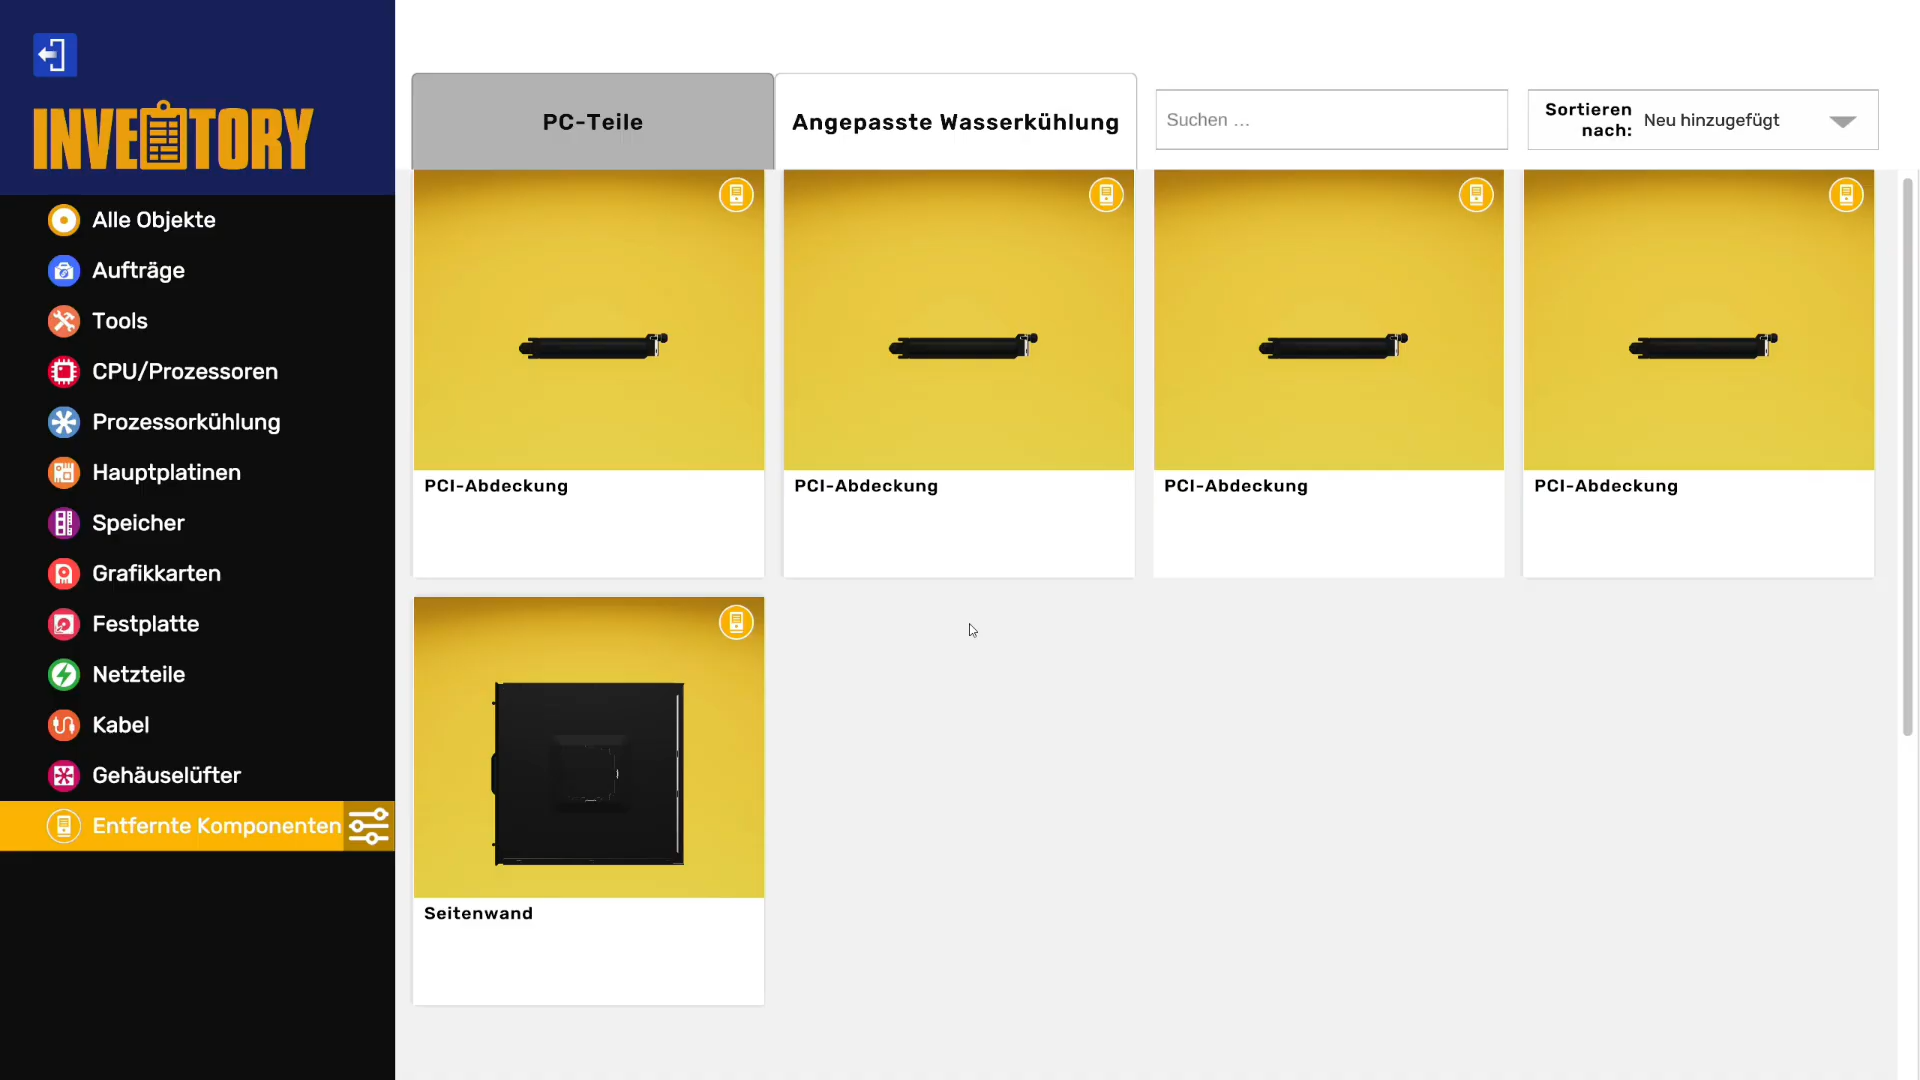 INVENTORY
Alle Objekte
Aufträge
Tools
CPU/Prozessoren
Prozessorkühlung
Hauptplatinen
Speicher
Grafikkarten
Festplatte
Netzteile
Kabel
Gehäuselüfter
Entfernte Komponenten
PC-Teile
Angepasste Wasserkühlung
Suchen ...
Sortieren
nach:
Neu hinzugefügt
PCI-Abdeckung
PCI-Abdeckung
PCI-Abdeckung
PCI-Abdeckung
Seitenwand